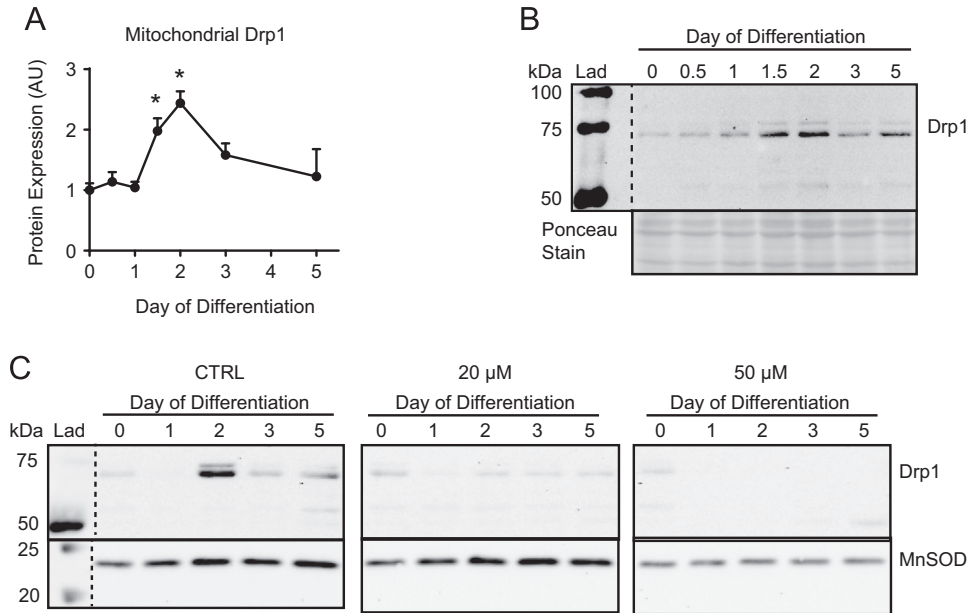 A
Mitochondrial Drp1
Protein Expression (AU)
3
2
1
0
* *
0 1 2 3 4 5
Day of Differentiation
B
Day of Differentiation
kDa Lad 0 0.5 1 1.5 2 3 5
100
75
50
Drp1
Ponceau
Stain
C
CTRL 20 µM 50 µM
Day of Differentiation Day of Differentiation Day of Differentiation
kDa Lad 0 1 2 3 5 0 1 2 3 5 0 1 2 3 5
75
50
Drp1
25
20
MnSOD